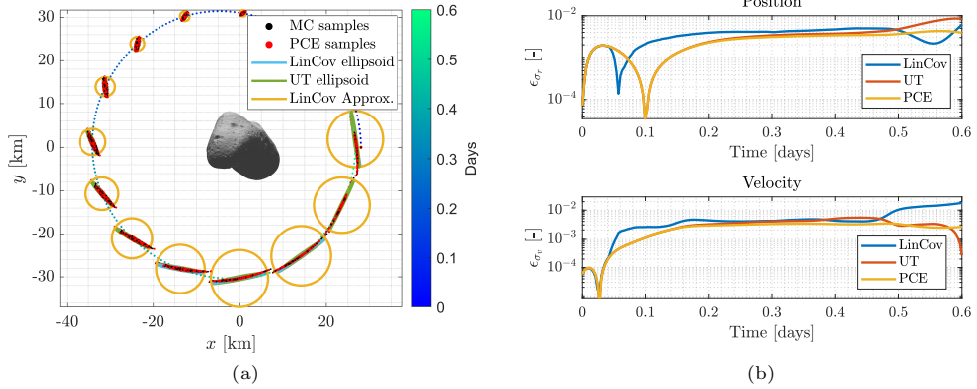 MC samples
PCE samples
LinCov ellipsoid
UT ellipsoid
LinCov Approx.
30
20
10
0
-10
-20
-30
y [km]
-40
-20
0
20
x [km]
0.6
0.5
0.4
0.3
0.2
0.1
0
Days
(a)
Position
10⁻²
10⁻⁴
ϵσr [-]
LinCov
UT
PCE
0
0.1
0.2
0.3
0.4
0.5
0.6
Time [days]
Velocity
10⁻²
10⁻³
10⁻⁴
ϵσv [-]
LinCov
UT
PCE
0
0.1
0.2
0.3
0.4
0.5
0.6
Time [days]
(b)